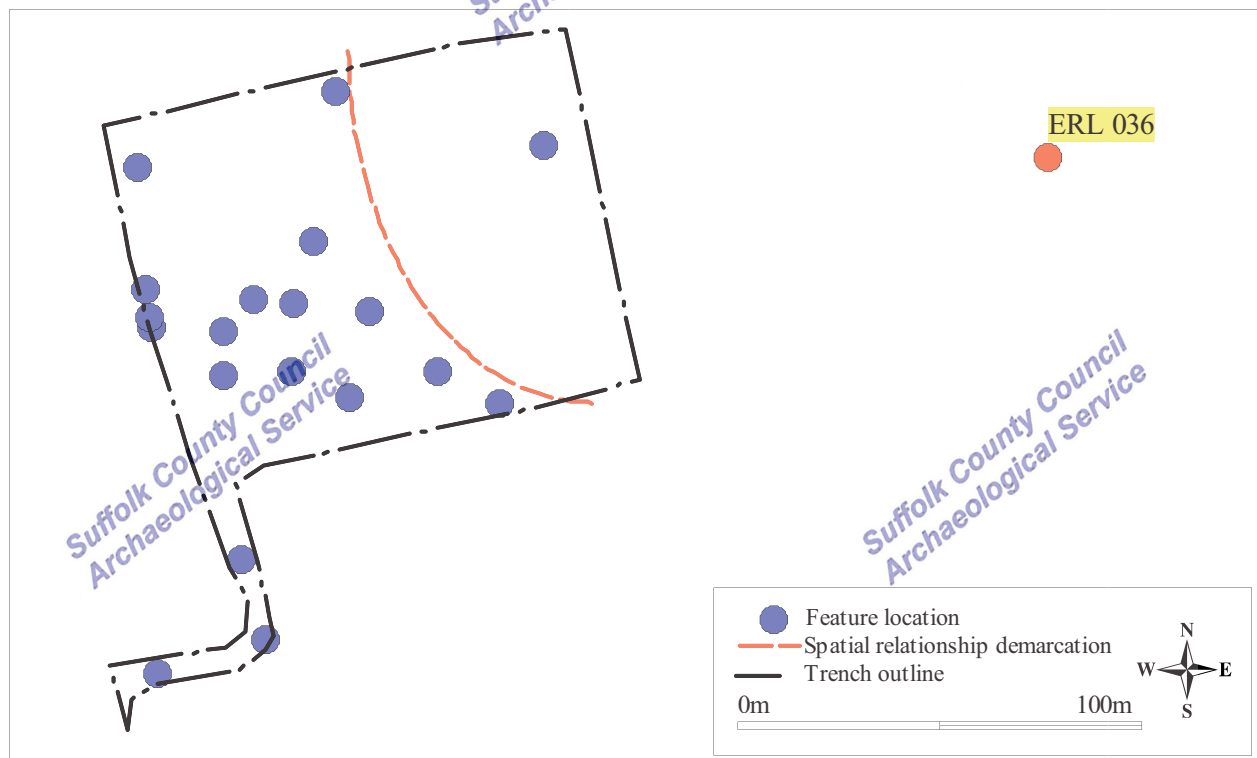 Suffolk County Council
Archaeological Service
ERL 036
Suffolk County Council
Archaeological Service
Feature location
Spatial relationship demarcation
Trench outline
0m 100m
N
W E
S